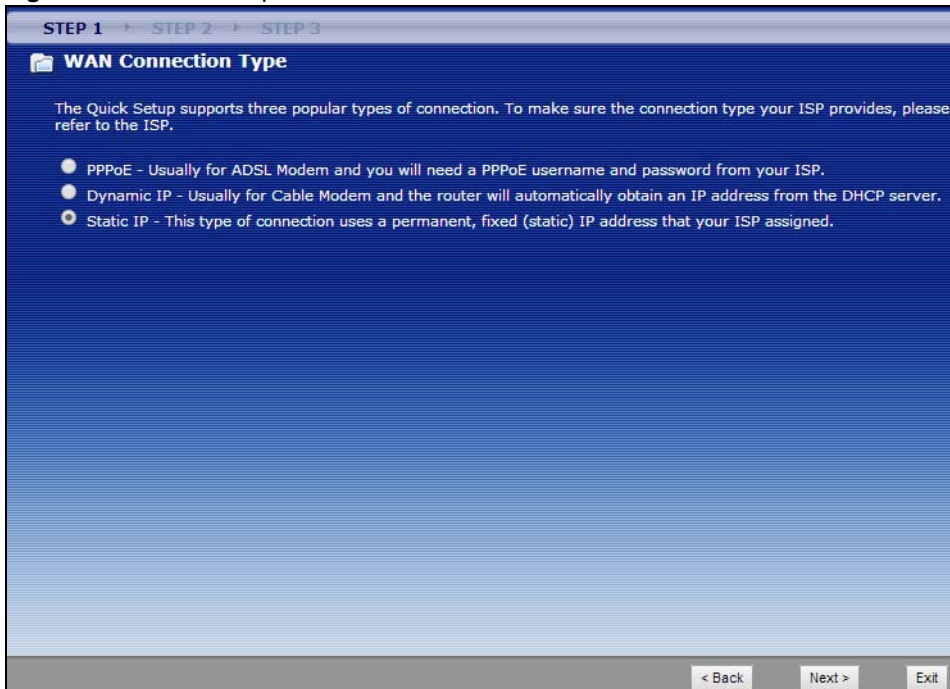 STEP 1 STEP 2 STEP 3
WAN Connection Type
The Quick Setup supports three popular types of connection. To make sure the connection type your ISP provides, please
refer to the ISP.
PPPoE - Usually for ADSL Modem and you will need a PPPoE username and password from your ISP.
Dynamic IP - Usually for Cable Modem and the router will automatically obtain an IP address from the DHCP server.
Static IP - This type of connection uses a permanent, fixed (static) IP address that your ISP assigned.
< Back Next > Exit